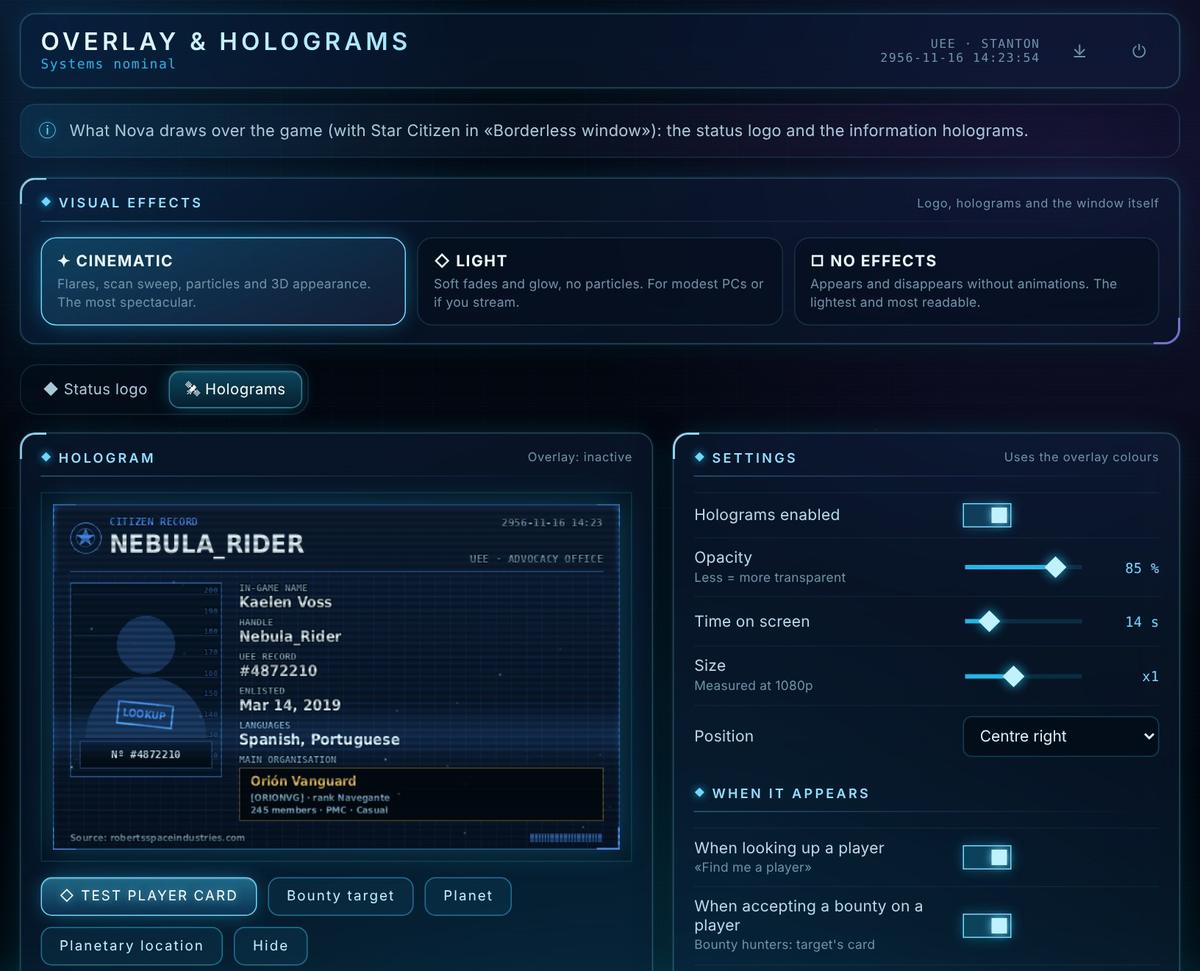 OVERLAY & HOLOGRAMS
Systems nominal
UEE · STANTON
2956-11-16 14:23:54
What Nova draws over the game (with Star Citizen in «Borderless window»): the status logo and the information holograms.
VISUAL EFFECTS
Logo, holograms and the window itself
CINEMATIC
Flares, scan sweep, particles and 3D appearance.
The most spectacular.
LIGHT
Soft fades and glow, no particles. For modest PCs or
if you stream.
NO EFFECTS
Appears and disappears without animations. The
lightest and most readable.
Status logo
Holograms
HOLOGRAM
Overlay: inactive
CITIZEN RECORD
NEBULA_RIDER
2956-11-16 14:23
UEE - ADVOCACY OFFICE
200
190
180
170
160
150
140
LOOKUP
Nº #4872210
IN-GAME NAME
Kaelen Voss
HANDLE
Nebula_Rider
UEE RECORD
#4872210
ENLISTED
Mar 14, 2019
LANGUAGES
Spanish, Portuguese
MAIN ORGANISATION
Orión Vanguard
[ORIONVG] · rank Navegante
245 members · PMC · Casual
Source: robertsspaceindustries.com
TEST PLAYER CARD
Bounty target
Planet
Planetary location
Hide
SETTINGS
Uses the overlay colours
Holograms enabled
Opacity
Less = more transparent
85 %
Time on screen
14 s
Size
Measured at 1080p
x1
Position
Centre right
WHEN IT APPEARS
When looking up a player
«Find me a player»
When accepting a bounty on a
player
Bounty hunters: target's card